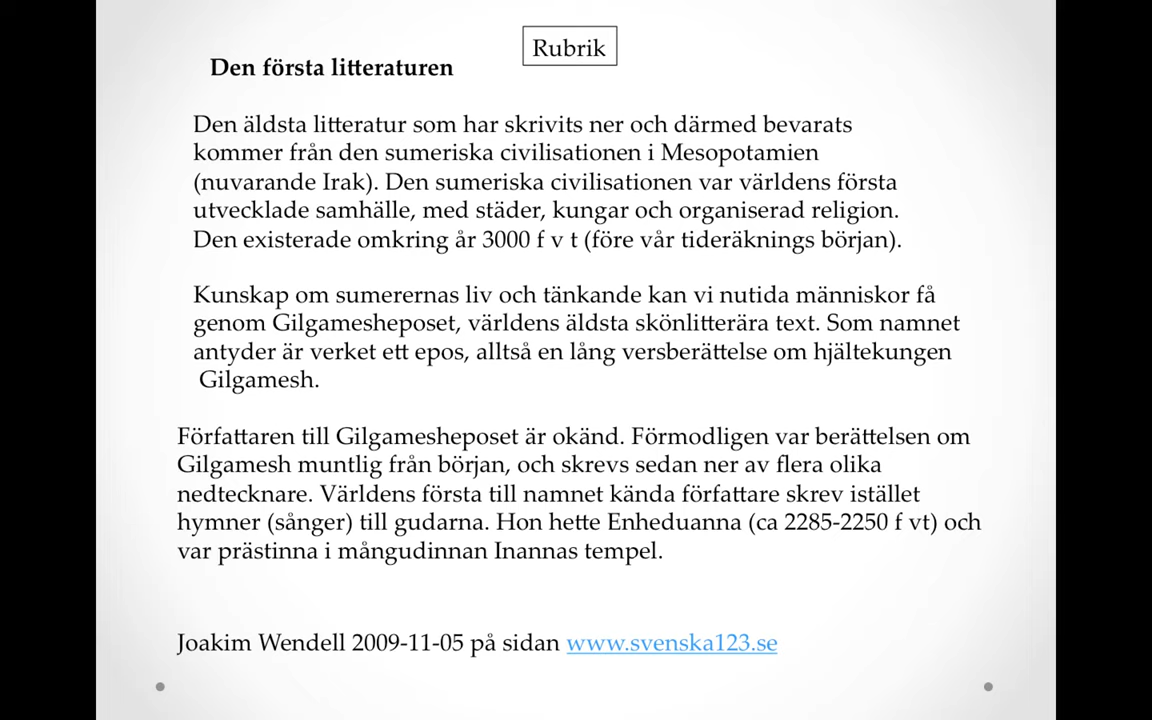 Rubrik
Den första litteraturen
Den äldsta litteratur som har skrivits ner och därmed bevarats
kommer från den sumeriska civilisationen i Mesopotamien
(nuvarande Irak). Den sumeriska civilisationen var världens första
utvecklade samhälle, med städer, kungar och organiserad religion.
Den existerade omkring år 3000 f v t (före vår tideräknings början).
Kunskap om sumerernas liv och tänkande kan vi nutida människor få
genom Gilgamesheposet, världens äldsta skönlitterära text. Som namnet
antyder är verket ett epos, alltså en lång versberättelse om hjältekungen
Gilgamesh.
Författaren till Gilgamesheposet är okänd. Förmodligen var berättelsen om
Gilgamesh muntlig från början, och skrevs sedan ner av flera olika
nedtecknare. Världens första till namnet kända författare skrev istället
hymner (sånger) till gudarna. Hon hette Enheduanna (ca 2285-2250 f vt) och
var prästinna i mångudinnan Inannas tempel.
Joakim Wendell 2009-11-05 på sidan www.svenska123.se